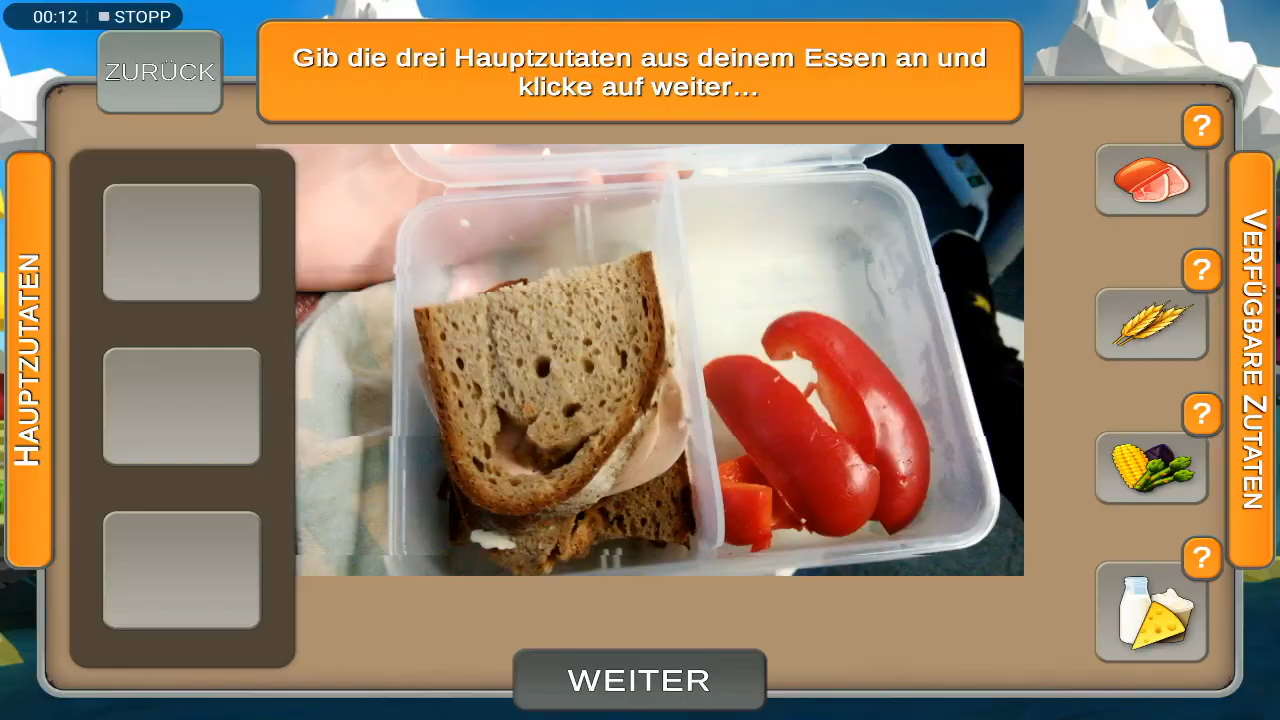 00:12 STOPP
ZURÜCK
Gib die drei Hauptzutaten aus deinem Essen an und
klicke auf weiter...
?
?
?
?
HAUPTZUTATEN
VERFÜGBARE ZUTATEN
WEITER